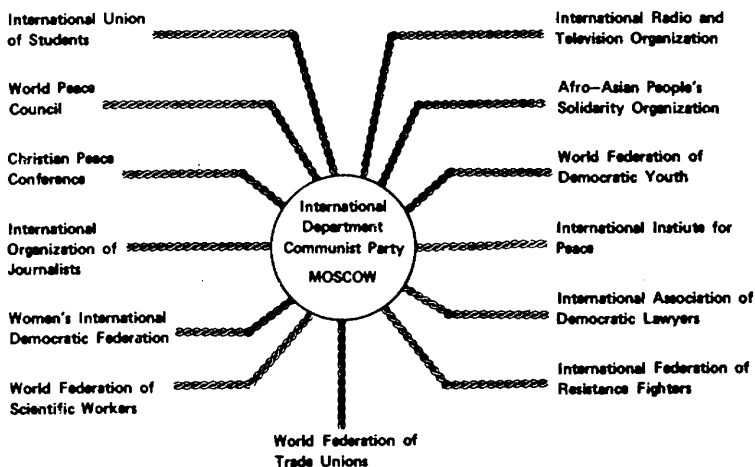 International Union
of Students
World Peace
Council
Christian Peace
Conference
International
Organization of
Journalists
Women's International
Democratic Federation
World Federation of
Scientific Workers
International
Department
Communist Party
MOSCOW
World Federation of
Trade Unions
International Radio and
Television Organization
Afro-Asian People's
Solidarity Organization
World Federation of
Democratic Youth
International Instiute for
Peace
International Association of
Democratic Lawyers
International Federation of
Resistance Fighters